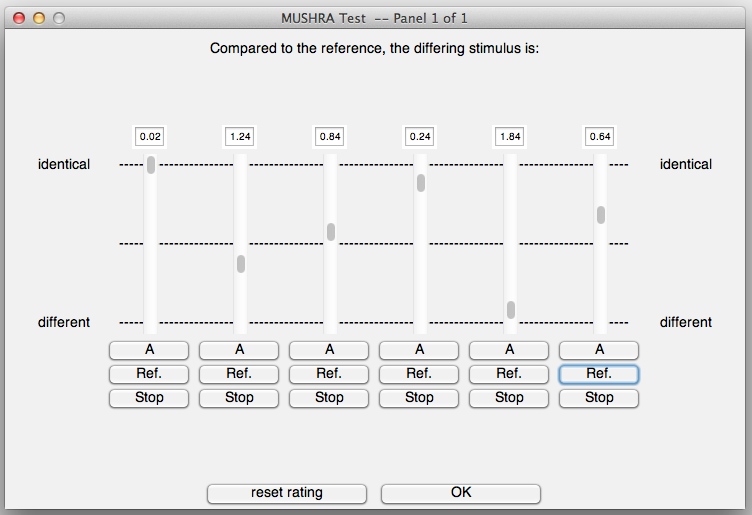 MUSHRA Test -- Panel 1 of 1
Compared to the reference, the differing stimulus is:
0.02 1.24 0.84 0.24 1.84 0.64
identical identical
different different
A A A A A A
Ref. Ref. Ref. Ref. Ref. Ref.
Stop Stop Stop Stop Stop Stop
reset rating OK